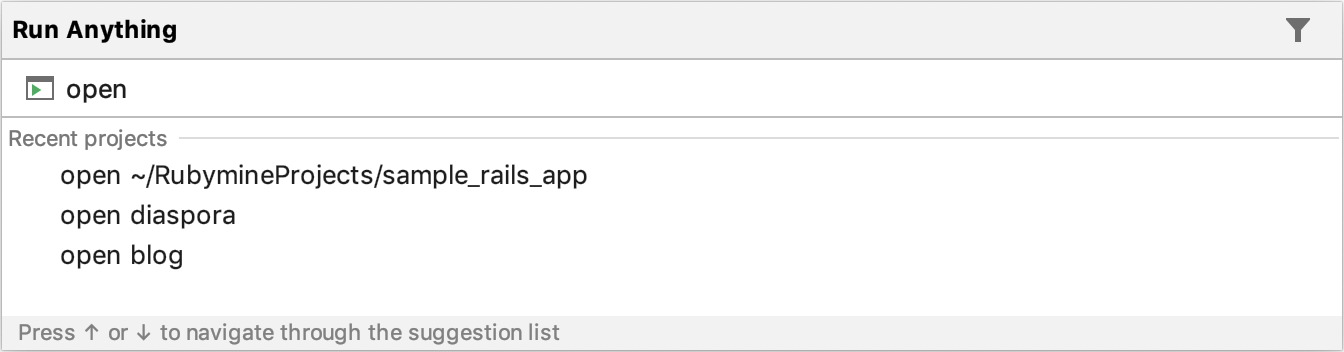 Run Anything
open
Recent projects
open ~/RubymineProjects/sample_rails_app
open diaspora
open blog
Press ↑ or ↓ to navigate through the suggestion list